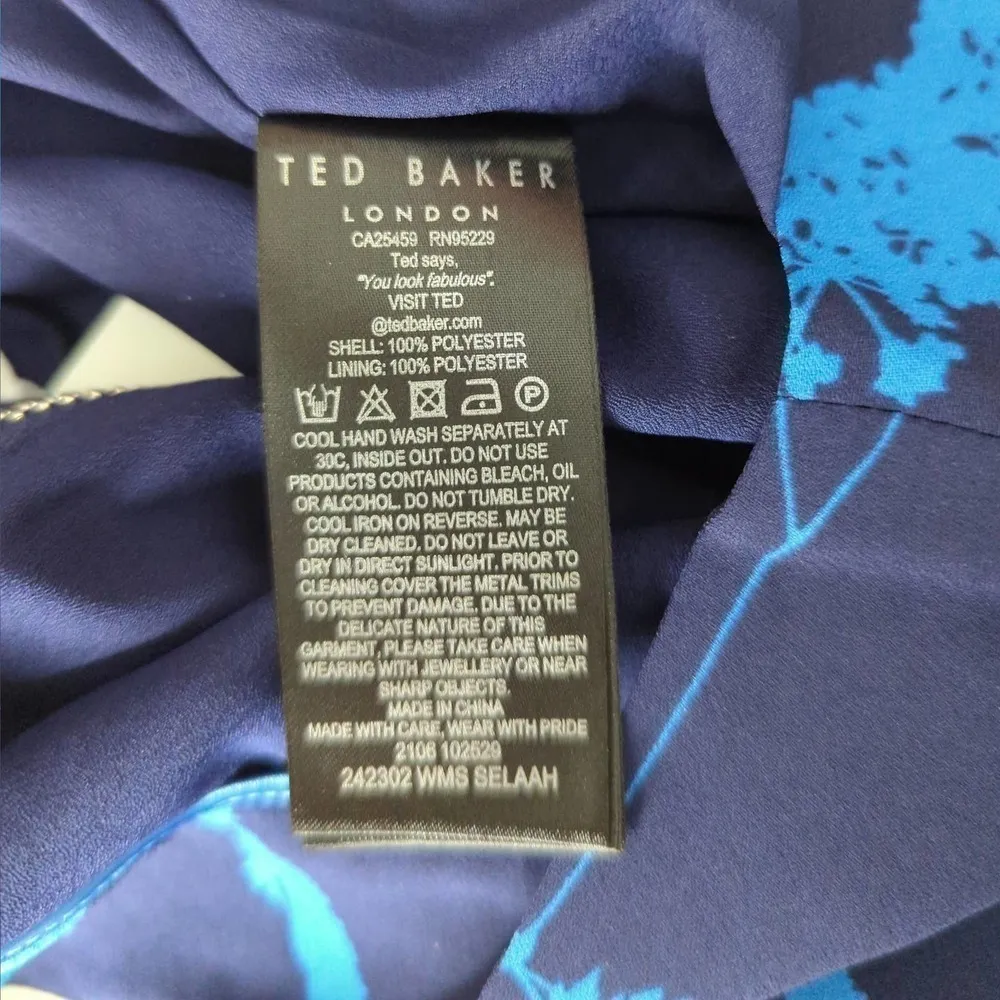 TED BAKER
LONDON
CA25459 RN95229
Ted says,
"You look fabulous".
VISIT TED
@tedbaker.com
SHELL: 100% POLYESTER
LINING: 100% POLYESTER
P
COOL HAND WASH SEPARATELY AT
30C, INSIDE OUT. DO NOT USE
PRODUCTS CONTAINING BLEACH, OIL
OR ALCOHOL. DO NOT TUMBLE DRY.
COOL IRON ON REVERSE. MAY BE
DRY CLEANED. DO NOT LEAVE OR
DRY IN DIRECT SUNLIGHT. PRIOR TO
CLEANING COVER THE METAL TRIMS
TO PREVENT DAMAGE. DUE TO THE
DELICATE NATURE OF THIS
GARMENT, PLEASE TAKE CARE WHEN
WEARING WITH JEWELLERY OR NEAR
SHARP OBJECTS.
MADE IN CHINA
MADE WITH CARE, WEAR WITH PRIDE
2106 102529
242302 WMS SELAAH